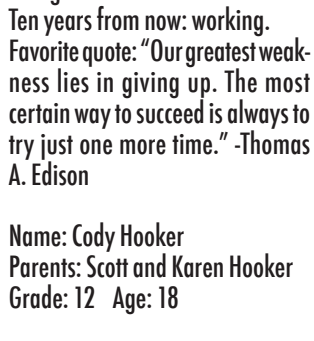 Ten years from now: working.
Favorite quote: “Our greatest weak-
ness lies in giving up. The most
certain way to succeed is always to
try just one more time.” -Thomas
A. Edison
Name: Cody Hooker
Parents: Scott and Karen Hooker
Grade: 12 Age: 18